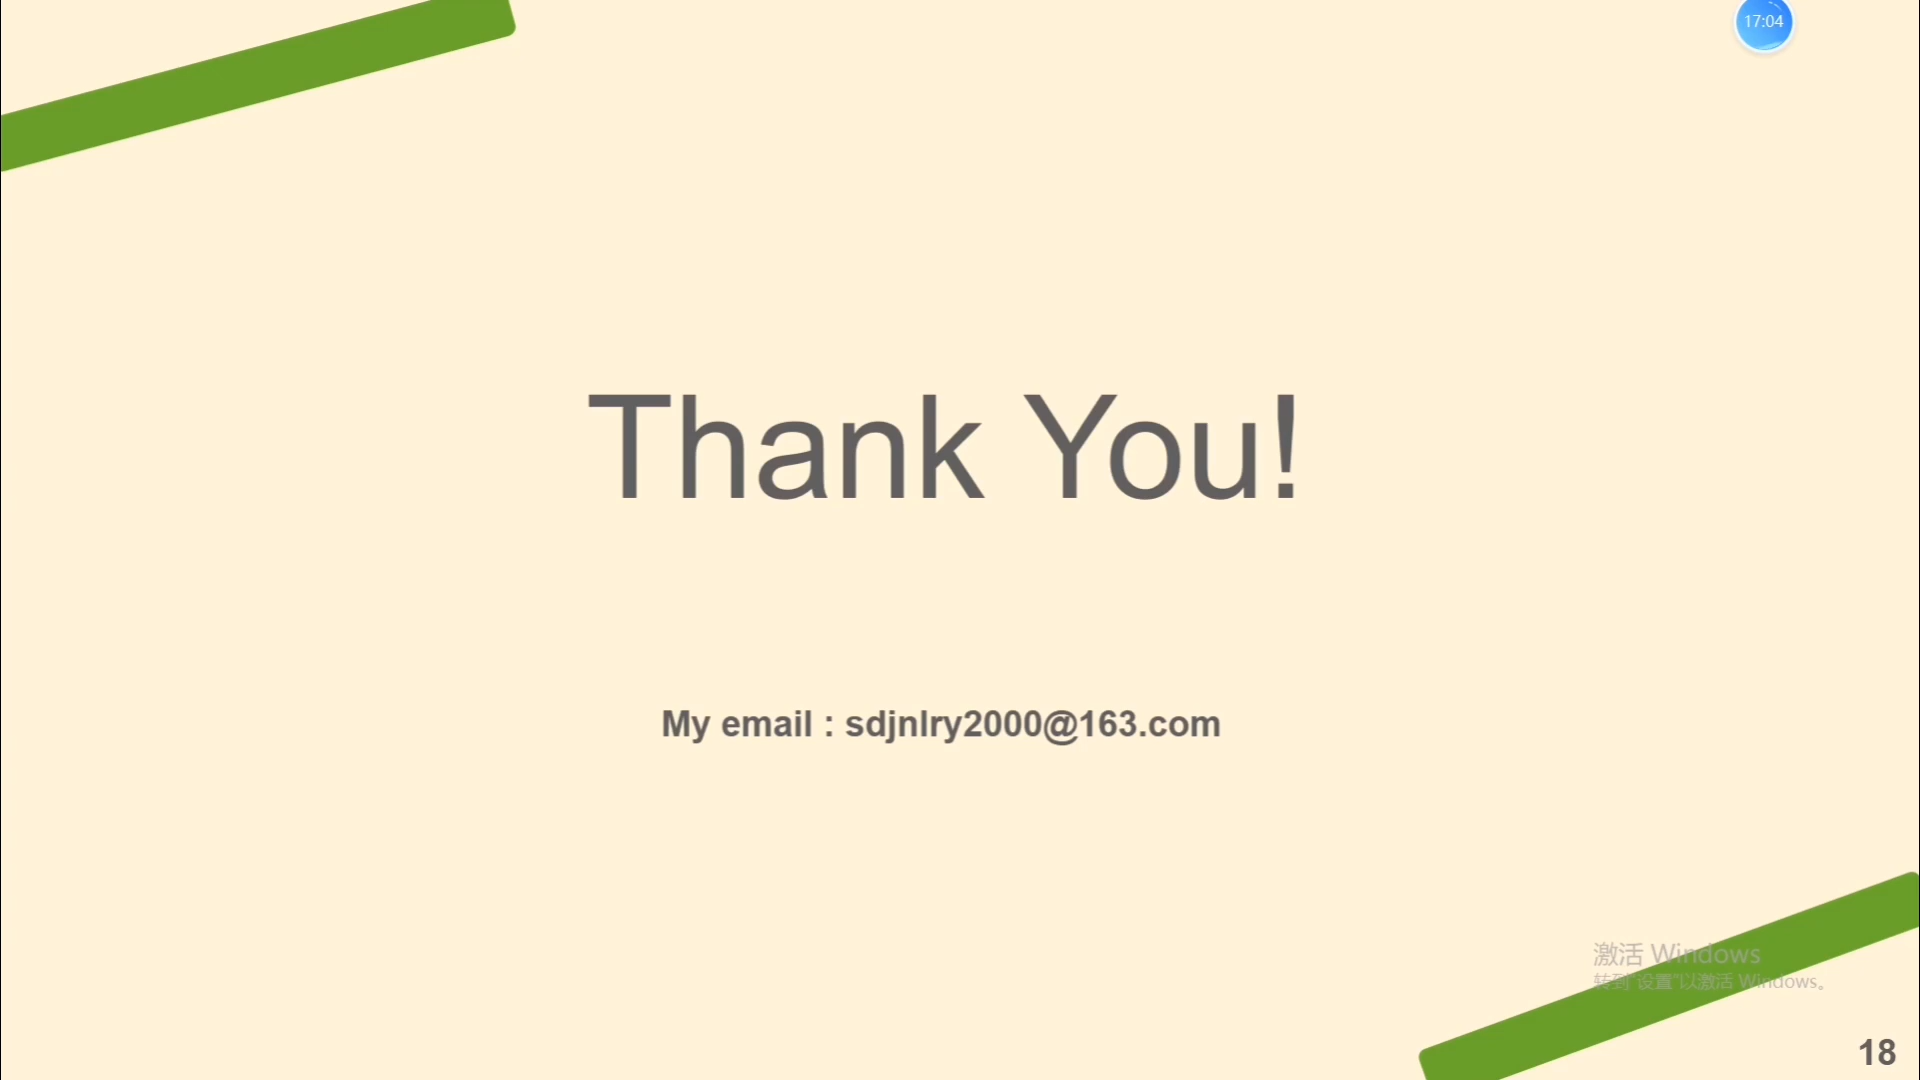 17:04
Thank You!
My email : sdjnlry2000@163.com
激活 Windows
转到"设置"以激活 Windows。
18